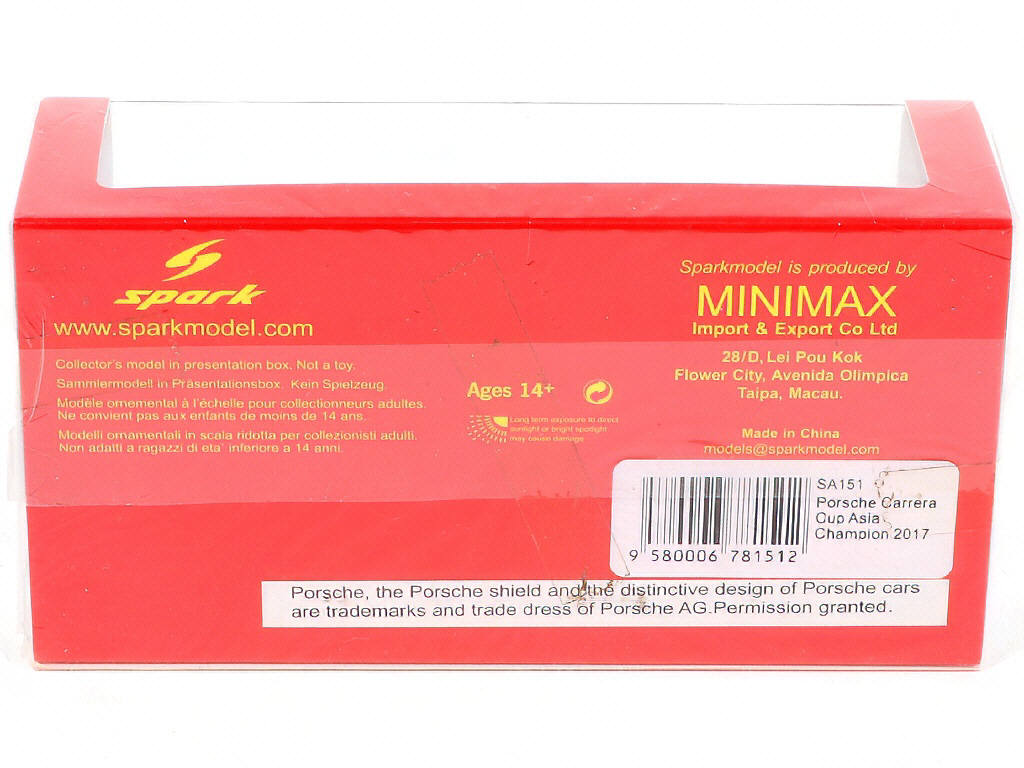 spark
www.sparkmodel.com
Collector's model in presentation box. Not a toy.
Sammlermodell in Präsentationsbox. Kein Spielzeug.
Modèle ornemental à l'échelle pour collectionneurs adultes.
Ne convient pas aux enfants de moins de 14 ans.
Modelli ornamentali in scala ridotta per collezionisti adulti.
Non adatti a ragazzi di eta' inferiore a 14 anni.
Ages 14+
Long term exposure to direct
sunlight or bright spotlight
may cause damage
Sparkmodel is produced by
MINIMAX
Import & Export Co Ltd
28/D, Lei Pou Kok
Flower City, Avenida Olimpica
Taipa, Macau.
Made in China
models@sparkmodel.com
SA151
Porsche Carrera
Cup Asia
Champion 2017
9 580006 781512
Porsche, the Porsche shield and the distinctive design of Porsche cars
are trademarks and trade dress of Porsche AG.Permission granted.